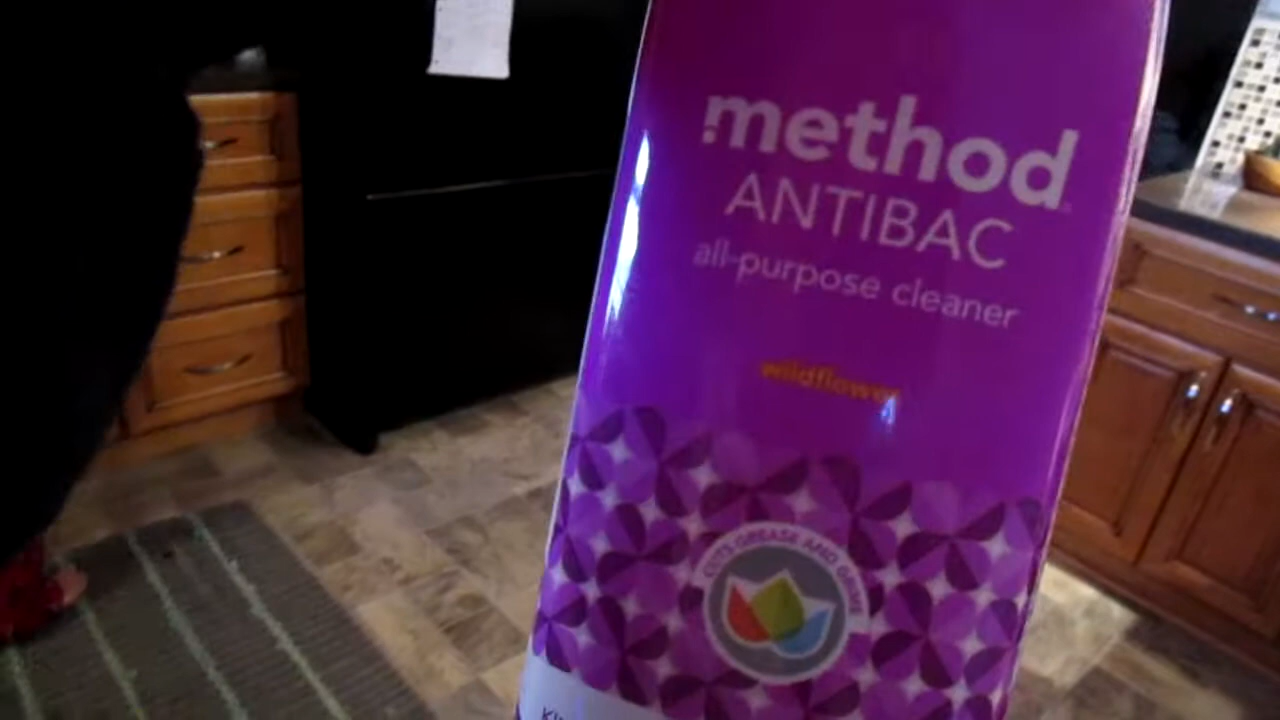 method
ANTIBAC
all-purpose cleaner
wildflower
CUTS GREASE AND GRIME